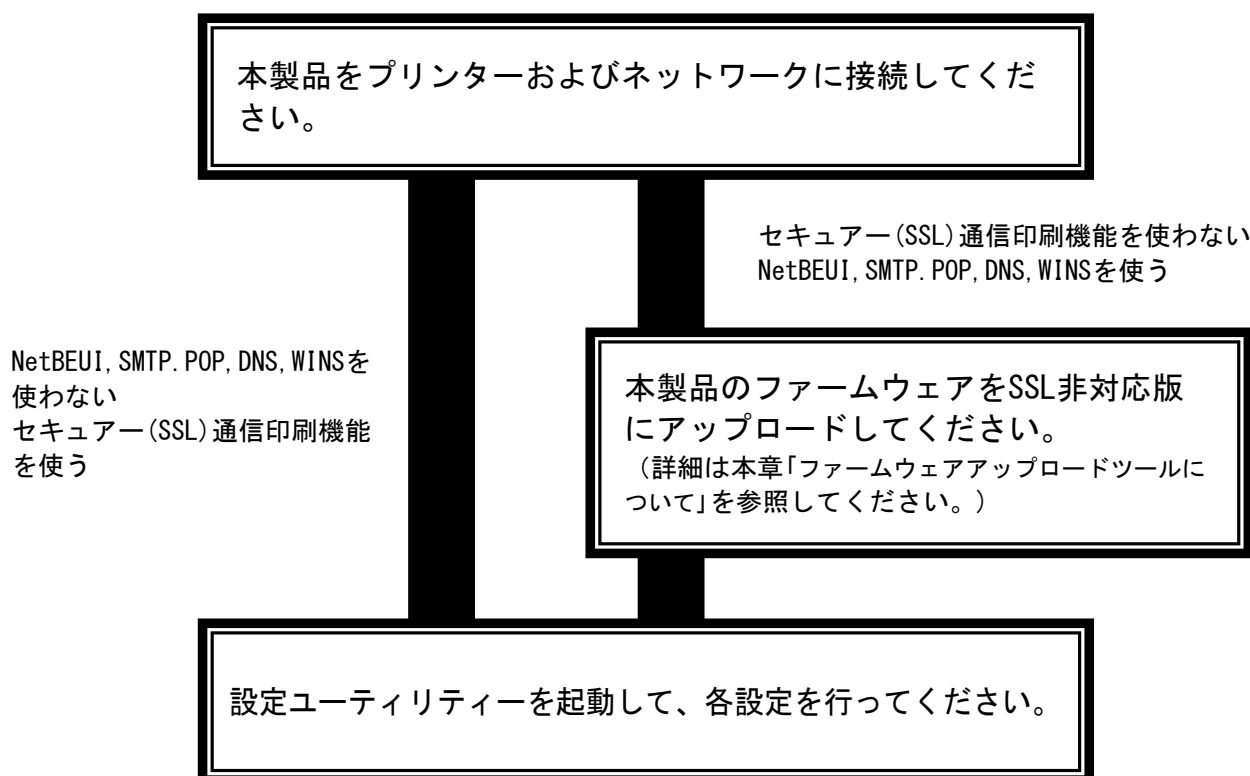 本製品をプリンターおよびネットワークに接続してくだ
さい。
セキュアー(SSL)通信印刷機能を使わない
NetBEUI,SMTP.POP,DNS,WINSを使う
NetBEUI,SMTP.POP,DNS,WINSを
使わない
セキュアー(SSL)通信印刷機能
を使う
本製品のファームウェアをSSL非対応版
にアップロードしてください。
（詳細は本章「ファームウェアアップロードツールに
ついて」を参照してください。）
設定ユーティリティーを起動して、各設定を行ってください。